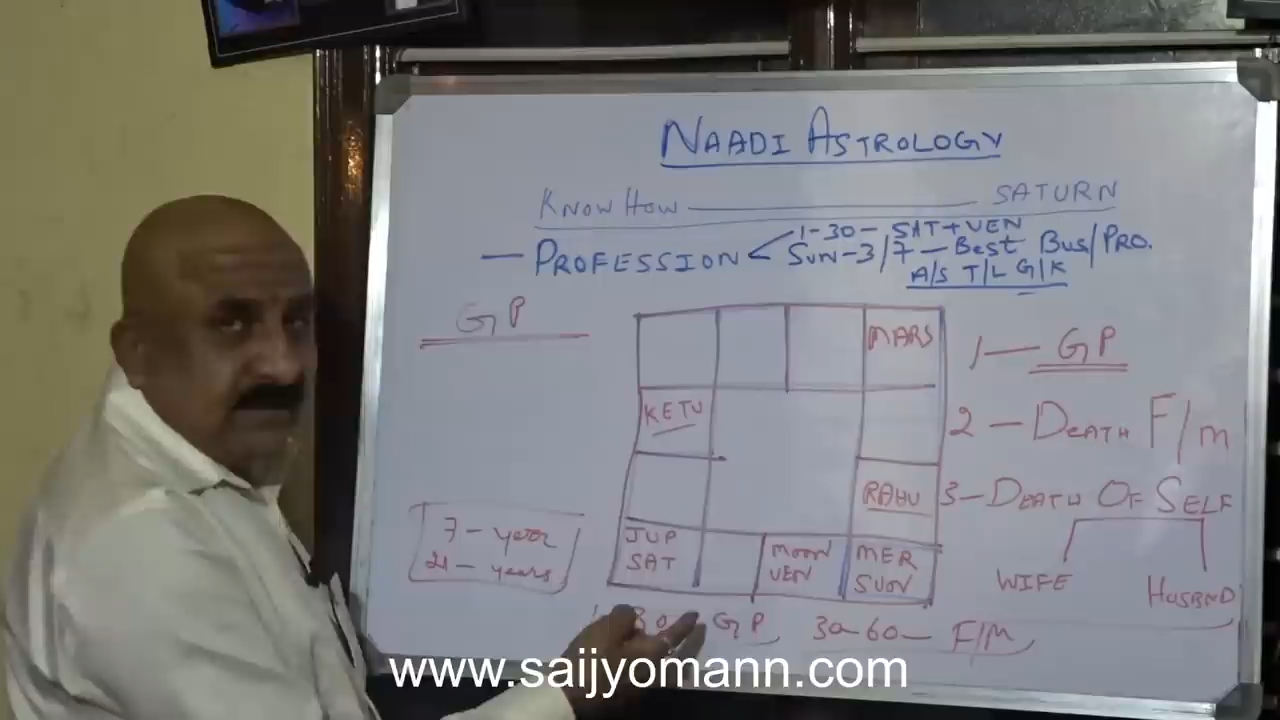 NAADI ASTROLOGY
KNOW HOW ——— SATURN
— PROFESSION < 1-30- SAT+VEN
SUN-3/7-Best Bus/PRO.
A/S T/L G/K
GP
MARS
1 — GP
KETU
2 — DEATH F/M
RAHU
3 - DEATH OF SELF
WIFE
HUSBND
7 - year
21 - years
JUP
SAT
MOON
VEN
MER
SUN
30 GP
30-60- F/M
www.saijyomann.com